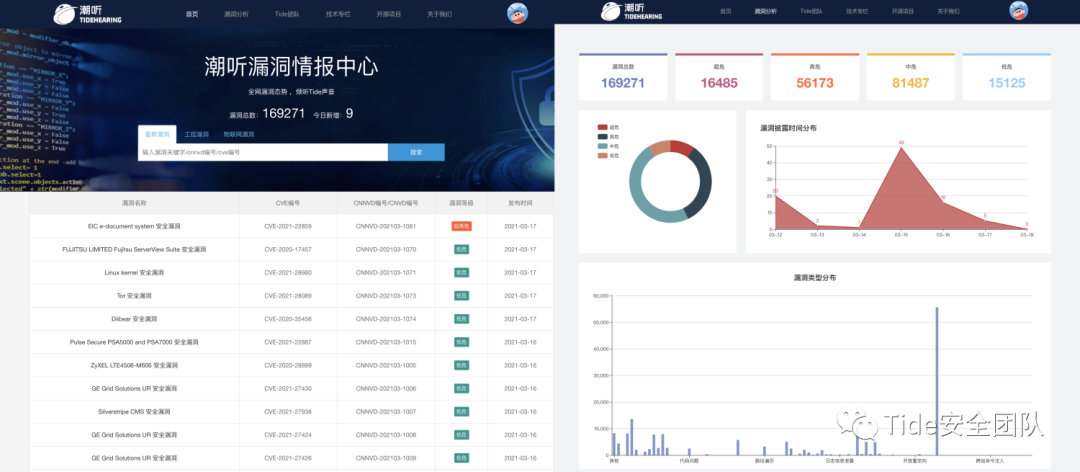 潮听
TIDEHEARING
首页 漏洞分析 Tide团队 技术专栏 开源项目 关于我们
潮听漏洞情报中心
全网漏洞态势，倾听Tide声音
漏洞总数：169271 今日新增：9
最新漏洞 工控漏洞 物联网漏洞
输入漏洞关键字/cnnvd编号/cve编号 搜索
漏洞名称 CVE编号 CNNVD编号/CNVD编号 漏洞等级 发布时间
EIC e-document system 安全漏洞 CVE-2021-22859 CNNVD-202103-1081 超高危 2021-03-17
FUJITSU LIMITED Fujitsu ServerView Suite 安全漏洞 CVE-2020-17457 CNNVD-202103-1070 低危 2021-03-17
Linux kernel 安全漏洞 CVE-2021-28660 CNNVD-202103-1071 低危 2021-03-17
Tor 安全漏洞 CVE-2021-28089 CNNVD-202103-1073 低危 2021-03-17
Dilbear 安全漏洞 CVE-2020-35456 CNNVD-202103-1074 低危 2021-03-17
Pulse Secure PSA5000 and PSA7000 安全漏洞 CVE-2021-22887 CNNVD-202103-1015 低危 2021-03-17
ZyXEL LTE4506-M606 安全漏洞 CVE-2020-28899 CNNVD-202103-1005 低危 2021-03-16
GE Grid Solutions UR 安全漏洞 CVE-2021-27430 CNNVD-202103-1006 低危 2021-03-16
Silverstripe CMS 安全漏洞 CVE-2021-27938 CNNVD-202103-1007 低危 2021-03-16
GE Grid Solutions UR 安全漏洞 CVE-2021-27424 CNNVD-202103-1008 低危 2021-03-16
GE Grid Solutions UR 安全漏洞 CVE-2021-27426 CNNVD-202103-1009 低危 2021-03-16
潮听
TIDEHEARING
首页 漏洞分析 Tide团队 技术专栏 开源项目 关于我们
漏洞总数 超危 高危 中危 低危
169271 16485 56173 81487 15125
超危
高危
中危
低危
漏洞披露时间分布
50
40
30
20
10
0
20 2 1 49 16 5 0
03-12 03-13 03-14 03-15 03-16 03-17 03-18
漏洞类型分布
60,000
50,000
40,000
30,000
20,000
10,000
0
其他 代码问题 路径遍历 日志信息泄露 开放重定向 跨站命令注入
Tide安全团队